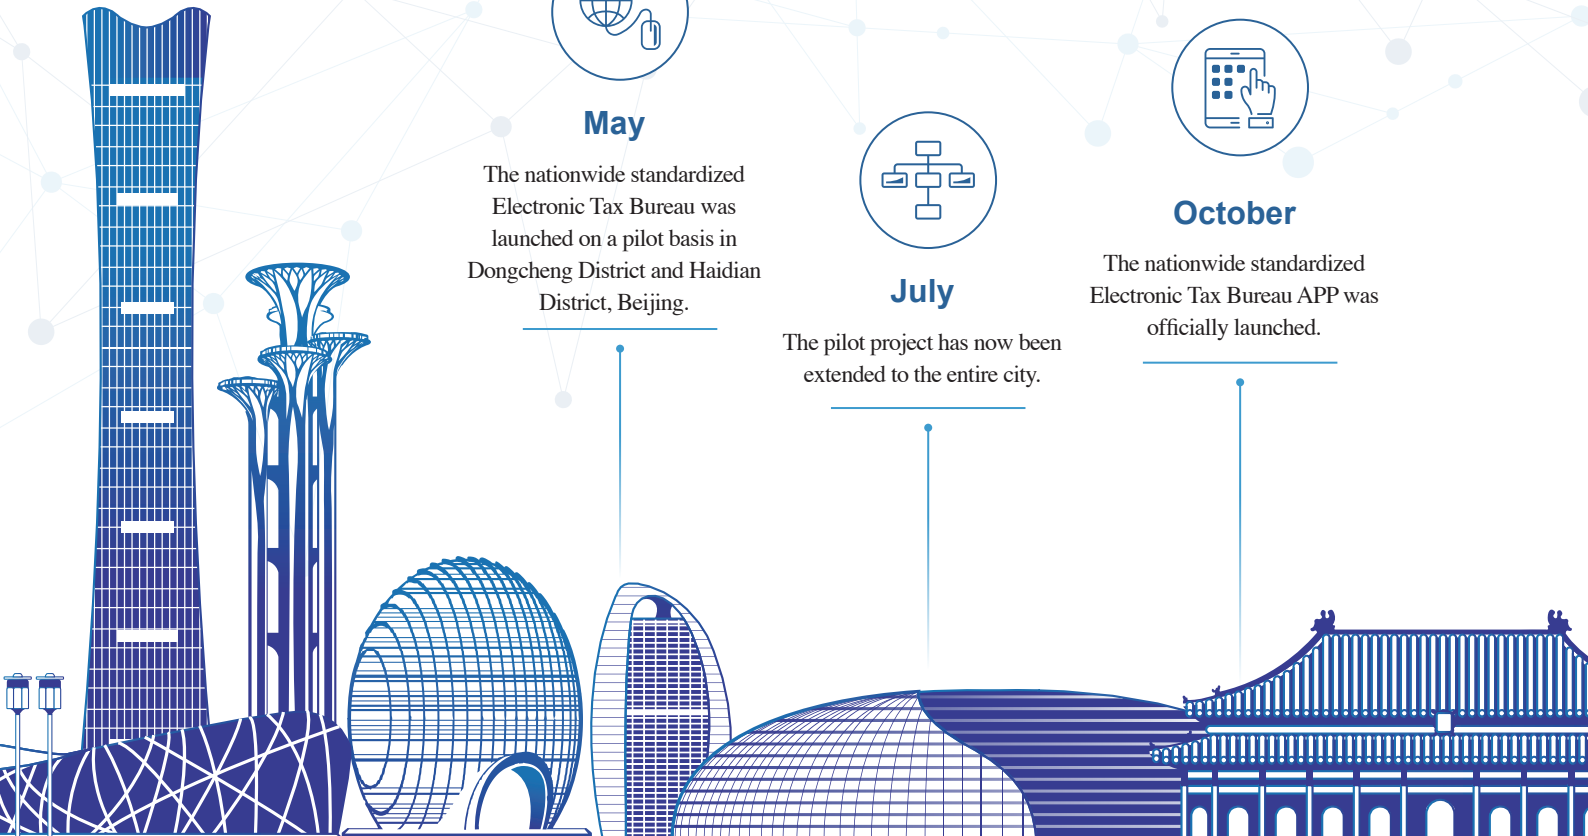 May
The nationwide standardized
Electronic Tax Bureau was
launched on a pilot basis in
Dongcheng District and Haidian
District, Beijing.
July
The pilot project has now been
extended to the entire city.
October
The nationwide standardized
Electronic Tax Bureau APP was
officially launched.